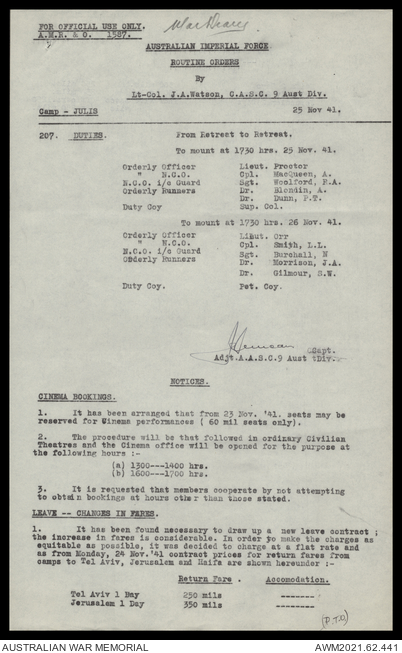 FOR OFFICIAL USE ONLY.
A.M.R. & O. 1587.
War Diary
AUSTRALIAN IMPERIAL FORCE
ROUTINE ORDERS
By
Lt-Col. J.A.Watson, C.A.S.C. 9 Aust Div.
Camp - JULIS
25 Nov 41.
207. DUTIES. From Retreat to Retreat.
To mount at 1730 hrs. 25 Nov. 41.
Orderly Officer Lieut. Proctor
" N.C.O. Cpl. MacQueen, A.
N.C.O. i/c Guard Sgt. Woolford, R.A.
Orderly Runners Dr. Blondin, A.
Dr. Dunn, P.T.
Duty Coy Sup. Col.
To mount at 1730 hrs. 26 Nov. 41.
Orderly Officer Lieut. Orr
" N.C.O. Cpl. Smith, L.L.
N.C.O. i/c Guard Sgt. Burchall, N
Orderly Runners Dr. Morrison, J.A.
Dr. Gilmour, S.W.
Duty Coy. Pet. Coy.
Capt.
Adjt.A.A.S.C.9 Aust Div.
NOTICES.
CINEMA BOOKINGS.
1. It has been arranged that from 23 Nov. '41. seats may be
reserved for Cinema performances ( 60 mil seats only).
2. The procedure will be that followed in ordinary Civilian
Theatres and the Cinema office will be opened for the purpose at
the following hours :-
(a) 1300---1400 hrs.
(b) 1600---1700 hrs.
3. It is requested that members cooperate by not attempting
to obtain bookings at hours other than those stated.
LEAVE -- CHANGES IN FARES.
1. It has been found necessary to draw up a new leave contract ;
the increase in fares is considerable. In order to make the charges as
equitable as possible, it was decided to charge at a flat rate and
as from Monday, 24 Nov.'41 contract prices for return fares from
camps to Tel Aviv, Jerusalem and Haifa are shown hereunder :-
Return Fare . Accomodation.
Tel Aviv 1 Day 250 mils --------
Jerusalem 1 Day 350 mils --------
(P.T.O)
AUSTRALIAN WAR MEMORIAL
AWM2021.62.441